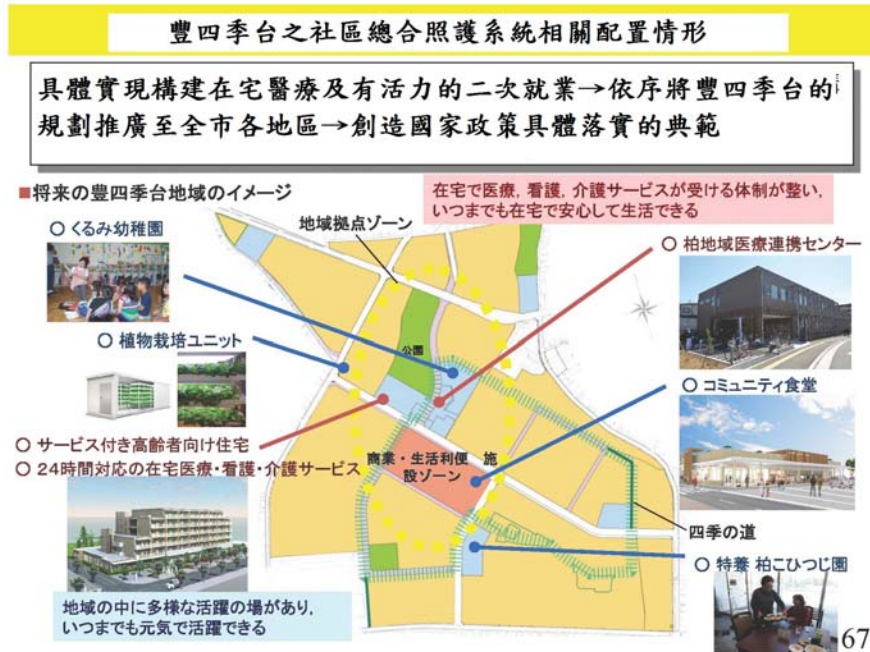 豐四季台之社區總合照護系統相關配置情形
具體實現構建在宅醫療及有活力的二次就業→依序將豐四季台的
規劃推廣至全市各地區→創造國家政策具體落實的典範
■将来の豊四季台地域のイメージ
在宅で医療，看護，介護サービスが受ける体制が整い，
いつまでも在宅で安心して生活できる
地域拠点ゾーン
○ くるみ幼稚園
○ 柏地域医療連携センター
○ 植物栽培ユニット
公園
○ コミュニティ食堂
○ サービス付き高齢者向け住宅
○ 24時間対応の在宅医療・看護・介護サービス
商業・生活利便 施
設ゾーン
四季の道
○ 特養 柏こひつじ園
地域の中に多様な活躍の場があり，
いつまでも元気で活躍できる
67